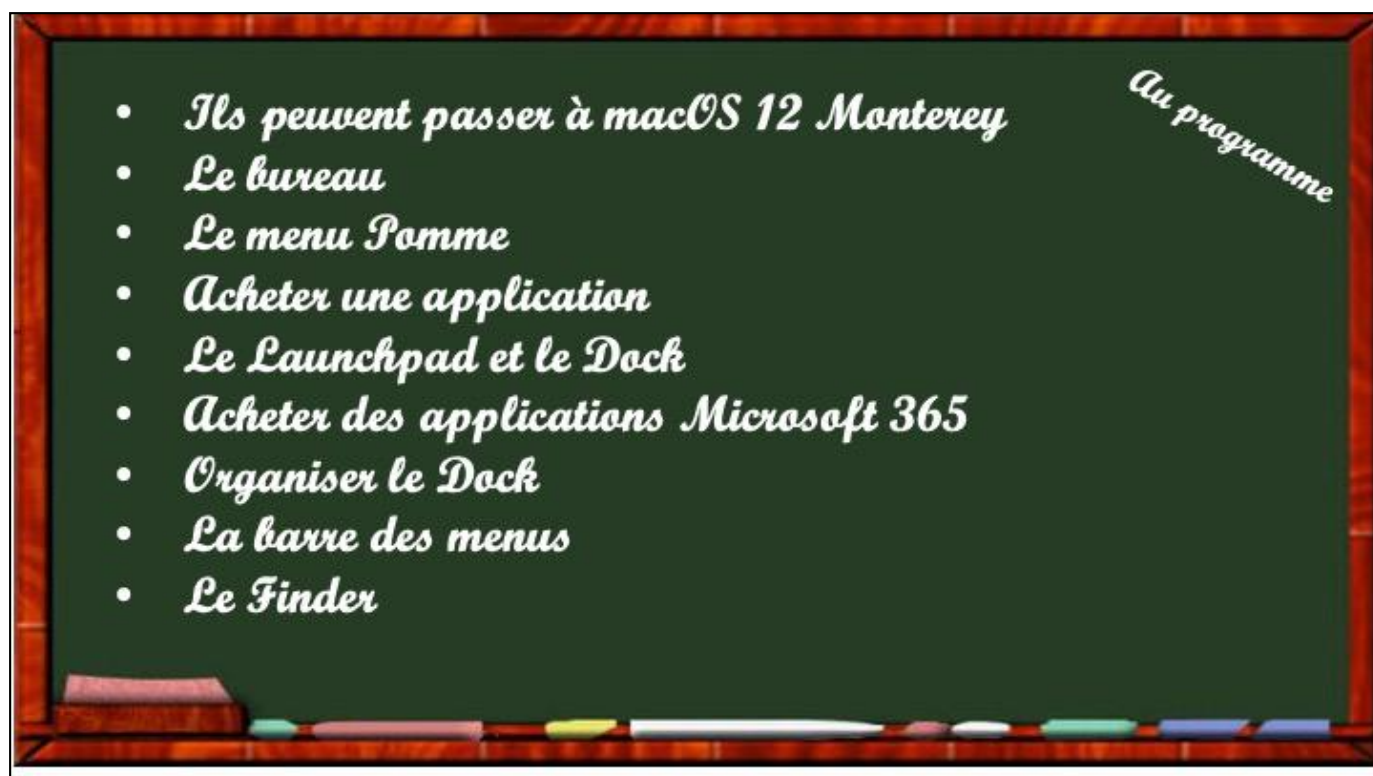 Au programme
• Ils peuvent passer à macOS 12 Monterey
• Le bureau
• Le menu Pomme
• Acheter une application
• Le Launchpad et le Dock
• Acheter des applications Microsoft 365
• Organiser le Dock
• La barre des menus
• Le Finder